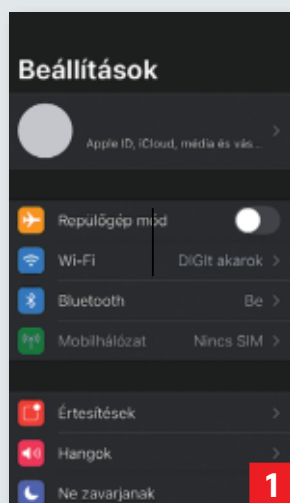 Beállítások
Apple ID, iCloud, média és vás...
Repülőgép mód
Wi-Fi DIGIt akarok
Bluetooth Be
Mobilhálózat Nincs SIM
Értesítések
Hangok
Ne zavarjanak
1